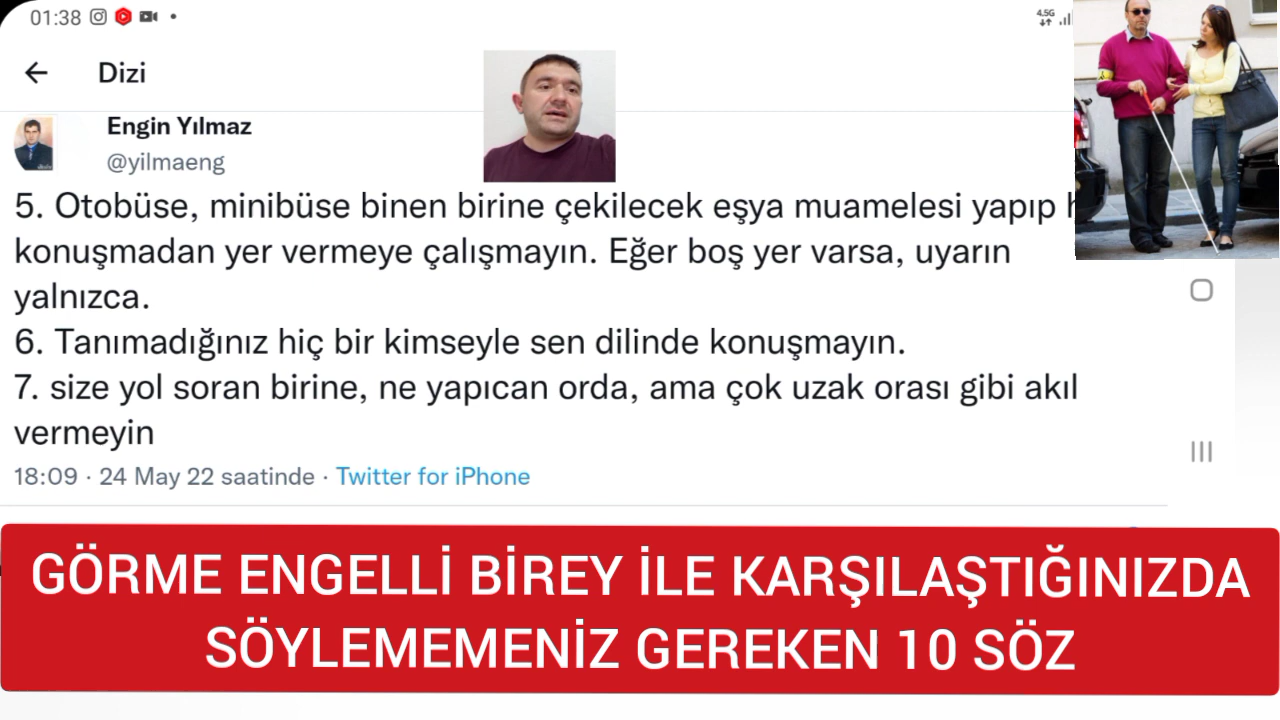 01:38
4.5G
Dizi
Engin Yılmaz
@yilmaeng
5. Otobüse, minibüse binen birine çekilecek eşya muamelesi yapıp
konuşmadan yer vermeye çalışmayın. Eğer boş yer varsa, uyarın
yalnızca.
6. Tanımadığınız hiç bir kimseyle sen dilinde konuşmayın.
7. size yol soran birine, ne yapıcan orda, ama çok uzak orası gibi akıl
vermeyin
18:09 · 24 May 22 saatinde · Twitter for iPhone
GÖRME ENGELLİ BİREY İLE KARŞILAŞTIĞINIZDA
SÖYLEMEMENİZ GEREKEN 10 SÖZ